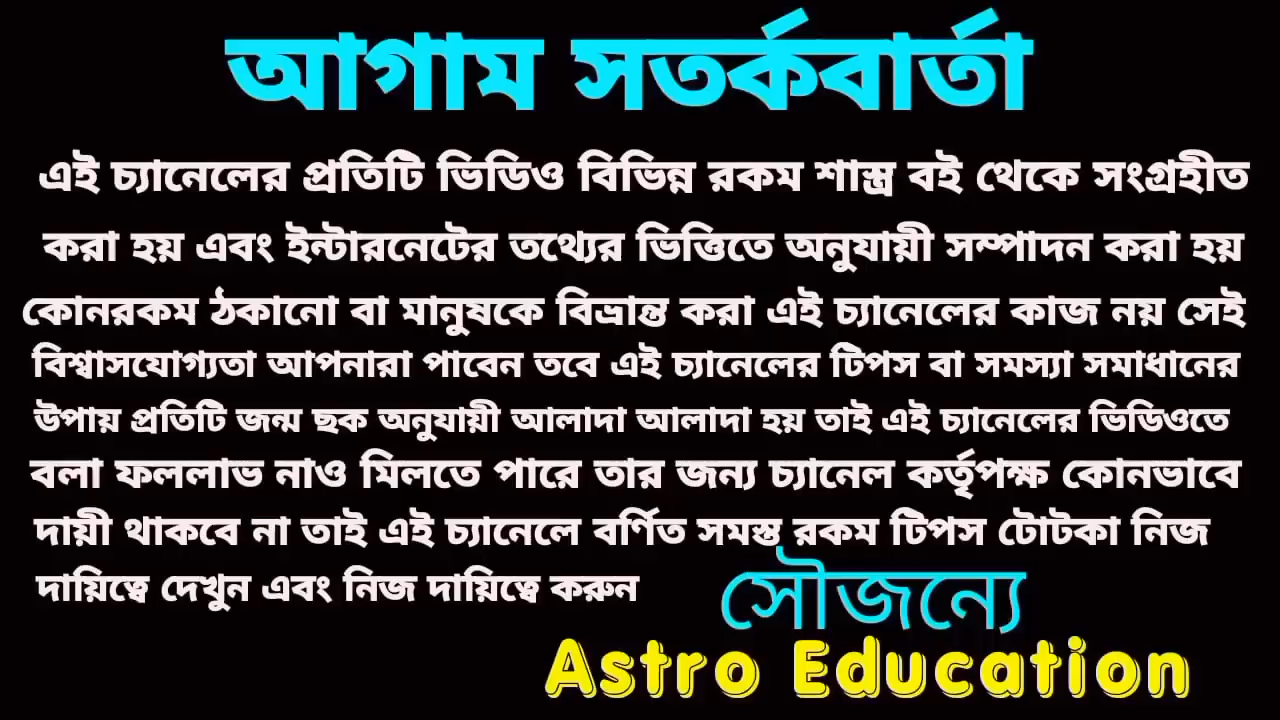 আগাম সতর্কবার্তা
এই চ্যানেলের প্রতিটি ভিডিও বিভিন্ন রকম শাস্ত্র বই থেকে সংগ্রহীত
করা হয় এবং ইন্টারনেটের তথ্যের ভিত্তিতে অনুযায়ী সম্পাদন করা হয়
কোনরকম ঠকানো বা মানুষকে বিভ্রান্ত করা এই চ্যানেলের কাজ নয় সেই
বিশ্বাসযোগ্যতা আপনারা পাবেন তবে এই চ্যানেলের টিপস বা সমস্যা সমাধানের
উপায় প্রতিটি জন্ম ছক অনুযায়ী আলাদা আলাদা হয় তাই এই চ্যানেলের ভিডিওতে
বলা ফললাভ নাও মিলতে পারে তার জন্য চ্যানেল কর্তৃপক্ষ কোনভাবে
দায়ী থাকবে না তাই এই চ্যানেলে বর্ণিত সমস্ত রকম টিপস টোটকা নিজ
দায়িত্বে দেখুন এবং নিজ দায়িত্বে করুন
সৌজন্যে
Astro Education